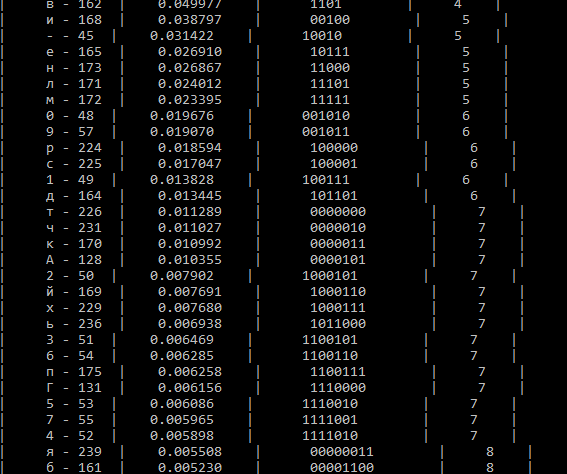 | в - 162 | 0.049977 | 1101 | 4 |
| и - 168 | 0.038797 | 00100 | 5 |
| - - 45 | 0.031422 | 10010 | 5 |
| е - 165 | 0.026910 | 10111 | 5 |
| н - 173 | 0.026867 | 11000 | 5 |
| л - 171 | 0.024012 | 11101 | 5 |
| м - 172 | 0.023395 | 11111 | 5 |
| 0 - 48 | 0.019676 | 001010 | 6 |
| 9 - 57 | 0.019070 | 001011 | 6 |
| р - 224 | 0.018594 | 100000 | 6 |
| с - 225 | 0.017047 | 100001 | 6 |
| 1 - 49 | 0.013828 | 100111 | 6 |
| д - 164 | 0.013445 | 101101 | 6 |
| т - 226 | 0.011289 | 0000000 | 7 |
| ч - 231 | 0.011027 | 0000010 | 7 |
| к - 170 | 0.010992 | 0000011 | 7 |
| А - 128 | 0.010355 | 0000101 | 7 |
| 2 - 50 | 0.007902 | 1000101 | 7 |
| й - 169 | 0.007691 | 1000110 | 7 |
| х - 229 | 0.007680 | 1000111 | 7 |
| ь - 236 | 0.006938 | 1011000 | 7 |
| 3 - 51 | 0.006469 | 1100101 | 7 |
| 6 - 54 | 0.006285 | 1100110 | 7 |
| п - 175 | 0.006258 | 1100111 | 7 |
| Г - 131 | 0.006156 | 1110000 | 7 |
| 5 - 53 | 0.006086 | 1110010 | 7 |
| 7 - 55 | 0.005965 | 1111001 | 7 |
| 4 - 52 | 0.005898 | 1111010 | 7 |
| я - 239 | 0.005508 | 00000011 | 8 |
| б - 161 | 0.005230 | 00001100 | 8 |